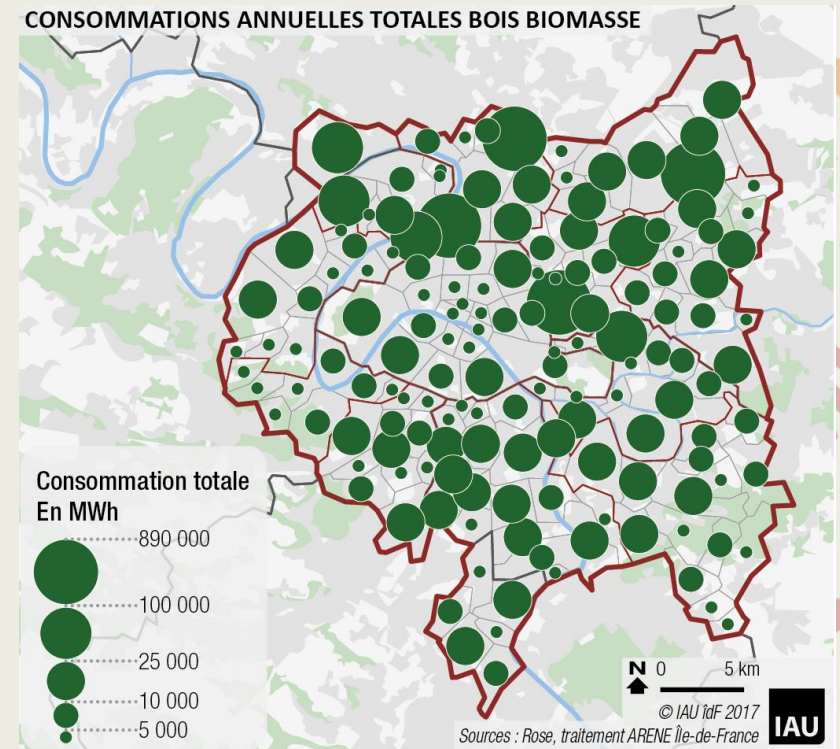 CONSOMMATIONS ANNUELLES TOTALES BOIS BIOMASSE
Consommation totale
En MWh
890 000
100 000
25 000
10 000
5 000
N 0 5 km
© IAU îdF 2017
Sources : Rose, traitement ARENE Île-de-France
IAU